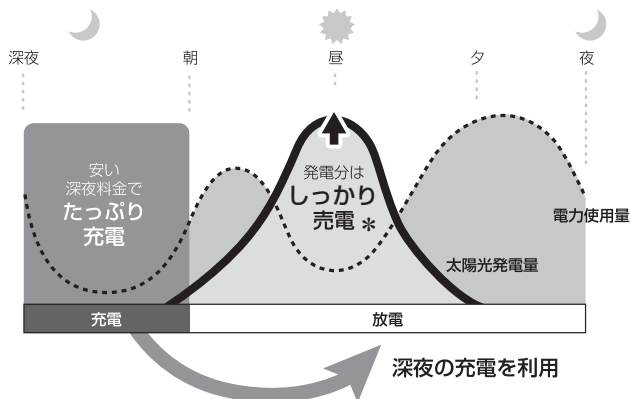 深夜
朝
昼
夕
夜
安い
深夜料金で
たっぷり
充電
発電分は
しっかり
売電＊
電力使用量
太陽光発電量
充電
放電
深夜の充電を利用